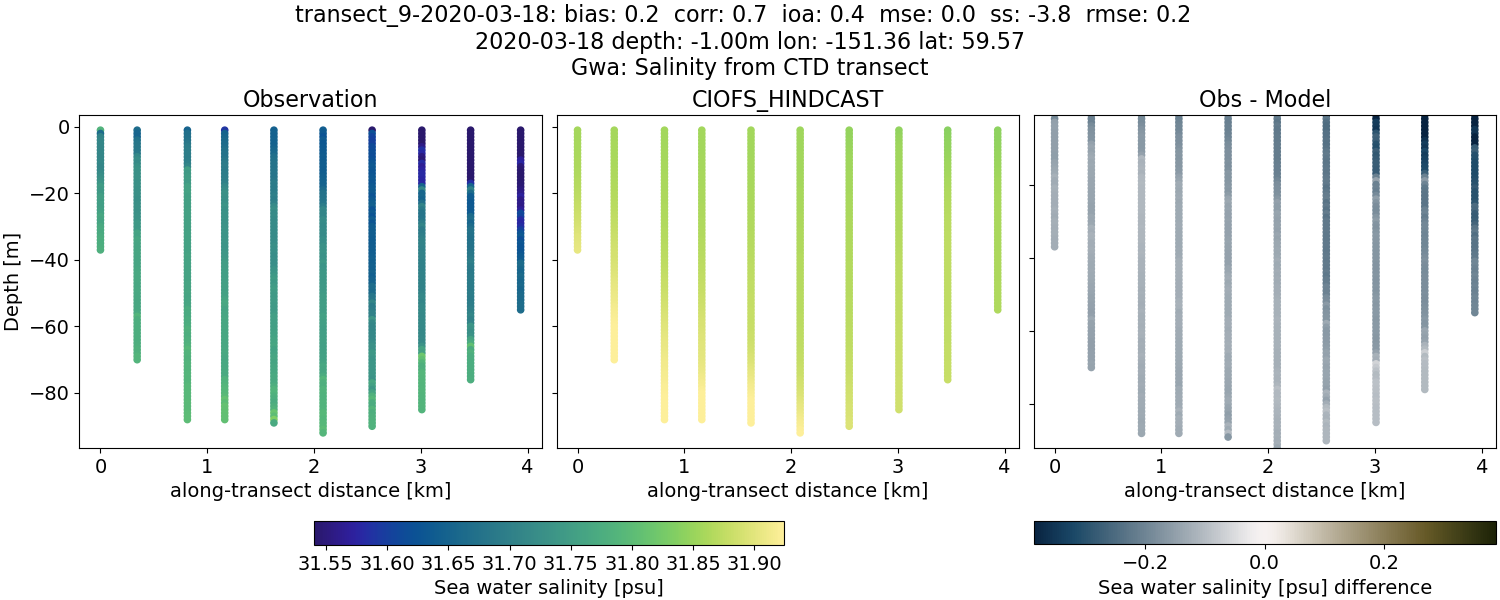 transect_9-2020-03-18: bias: 0.2  corr: 0.7  ioa: 0.4  mse: 0.0  ss: -3.8  rmse: 0.2
2020-03-18 depth: -1.00m lon: -151.36 lat: 59.57
Gwa: Salinity from CTD transect
Observation
CIOFS_HINDCAST
Obs - Model
Depth [m]
0
−20
−40
−60
−80
0 1 2 3 4
0 1 2 3 4
0 1 2 3 4
along-transect distance [km]
along-transect distance [km]
along-transect distance [km]
31.55 31.60 31.65 31.70 31.75 31.80 31.85 31.90
Sea water salinity [psu]
−0.2 0.0 0.2
Sea water salinity [psu] difference